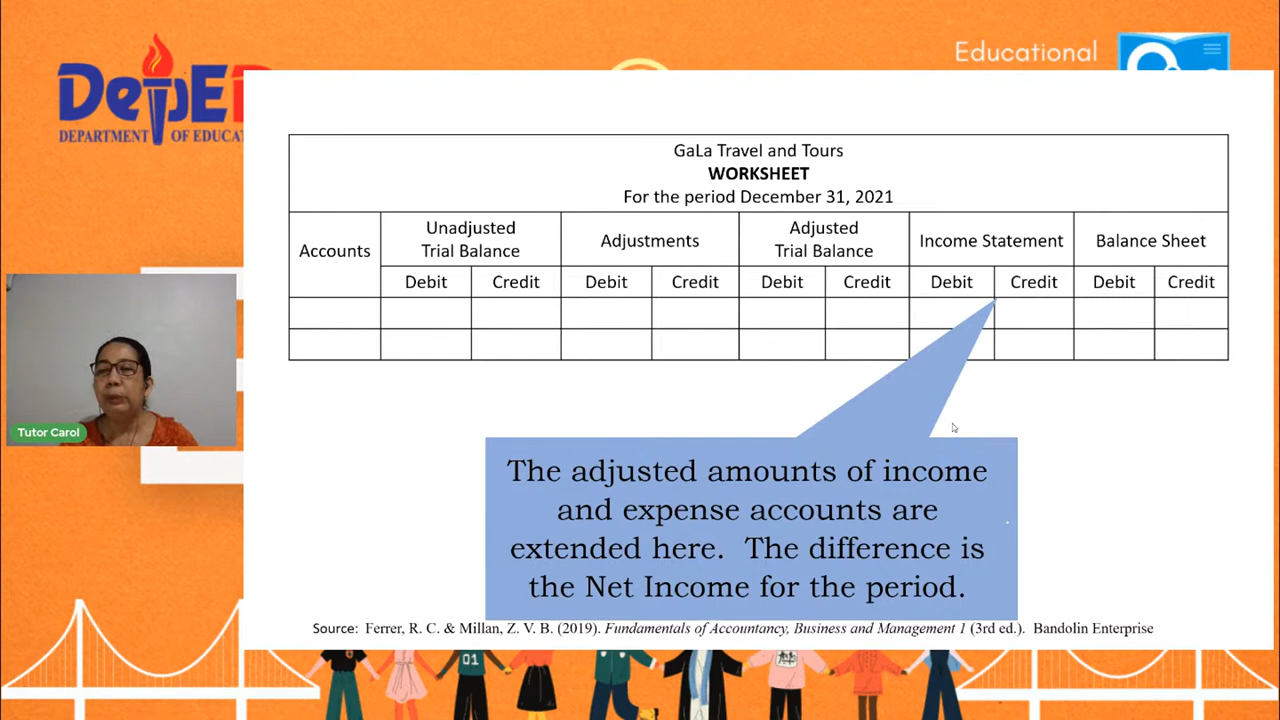 DepE
DEPARTMENT OF EDUCA
Educational
GaLa Travel and Tours
WORKSHEET
For the period December 31, 2021
Accounts
Unadjusted
Trial Balance
Adjustments
Adjusted
Trial Balance
Income Statement
Balance Sheet
Debit Credit Debit Credit Debit Credit Debit Credit Debit Credit
Tutor Carol
The adjusted amounts of income
and expense accounts are
extended here. The difference is
the Net Income for the period.
Source: Ferrer, R. C. & Millan, Z. V. B. (2019). Fundamentals of Accountancy, Business and Management 1 (3rd ed.). Bandolin Enterprise
01